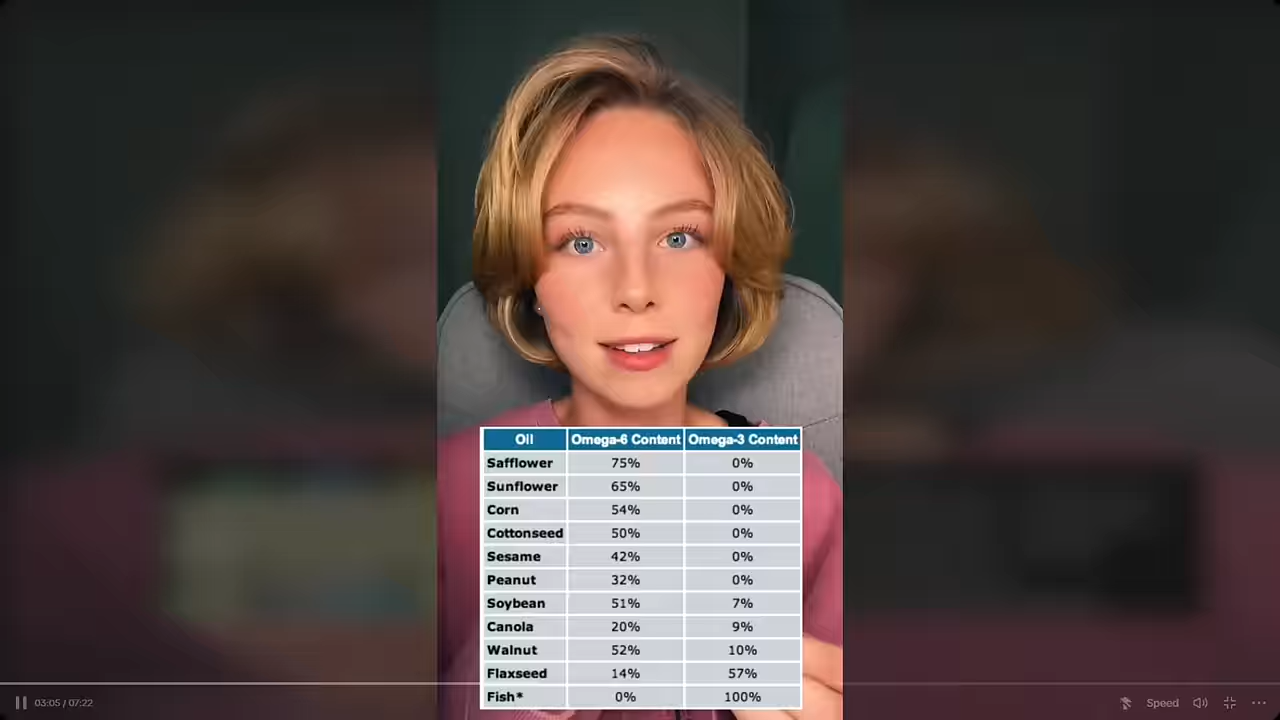 Oil Omega-6 Content Omega-3 Content
Safflower 75% 0%
Sunflower 65% 0%
Corn 54% 0%
Cottonseed 50% 0%
Sesame 42% 0%
Peanut 32% 0%
Soybean 51% 7%
Canola 20% 9%
Walnut 52% 10%
Flaxseed 14% 57%
Fish* 0% 100%
03:05 / 07:22 Speed